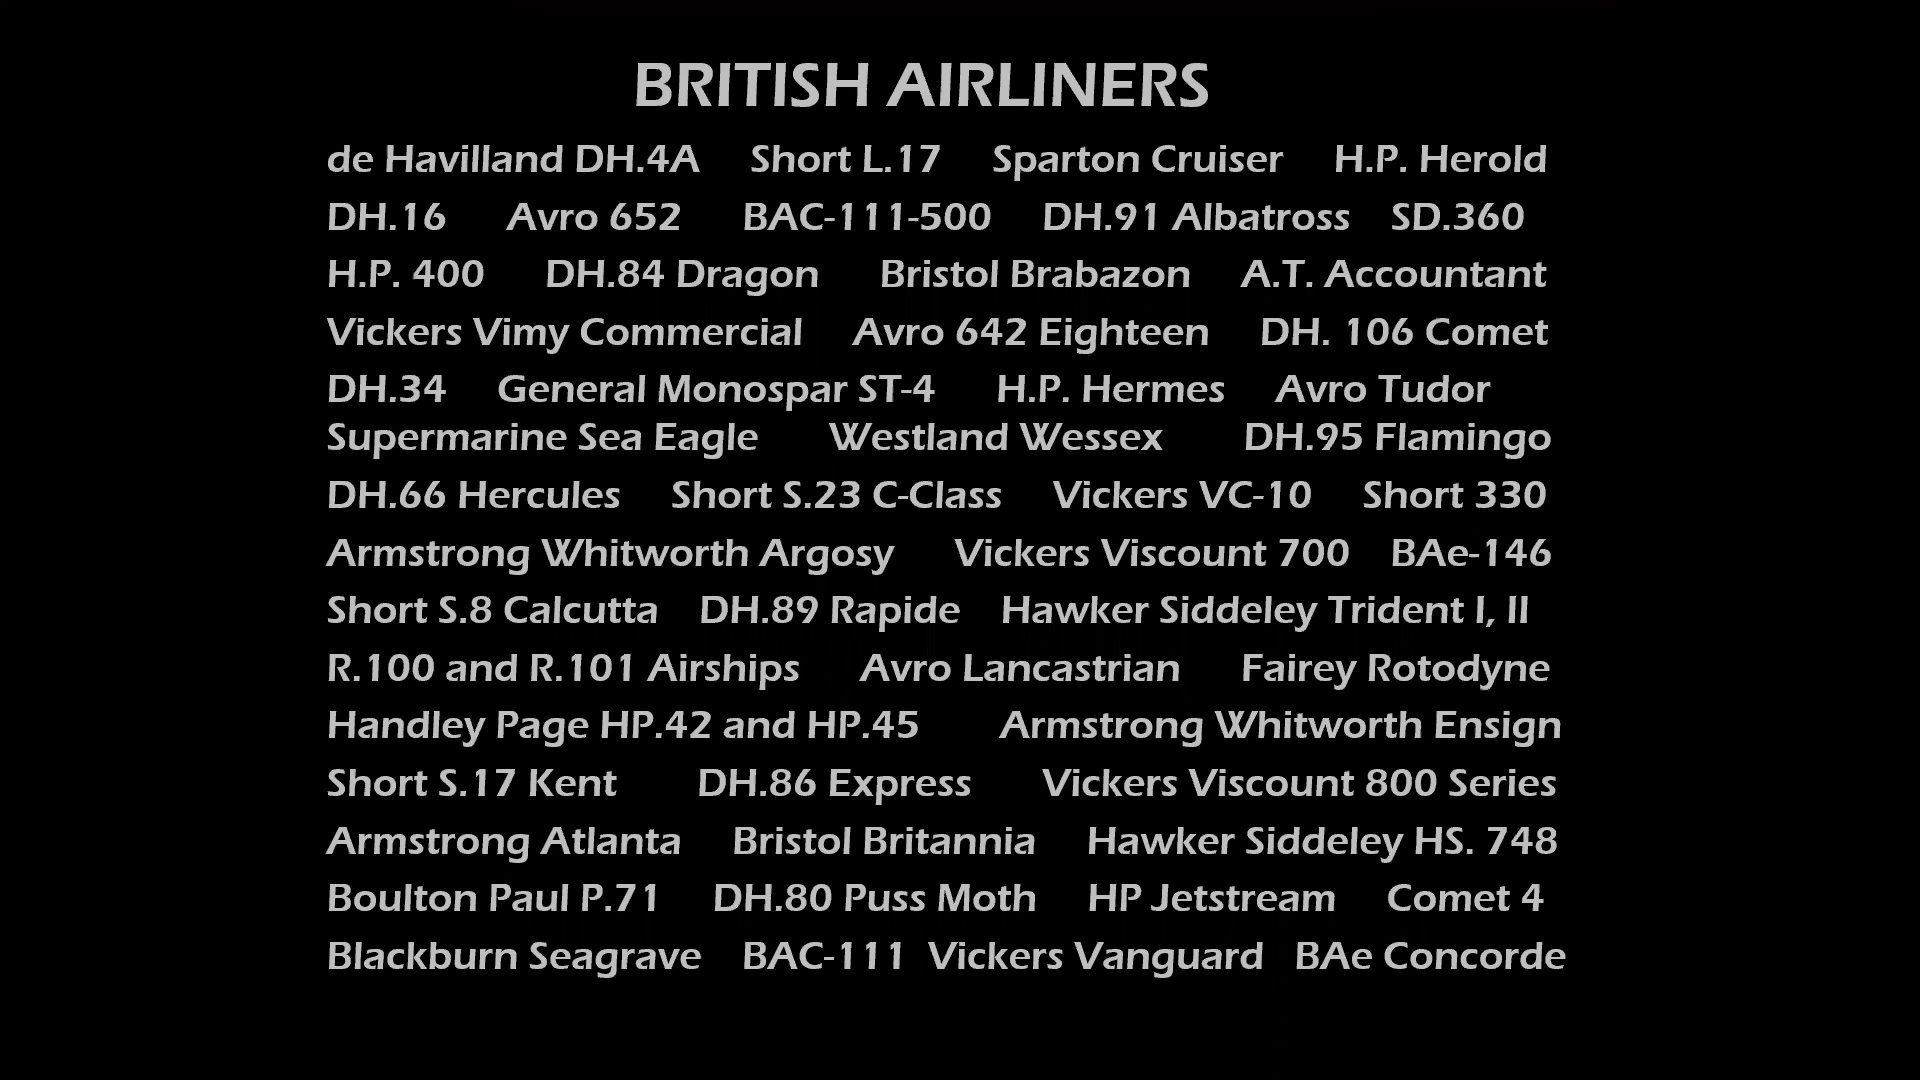 BRITISH AIRLINERS
de Havilland DH.4A Short L.17 Sparton Cruiser H.P. Herold
DH.16 Avro 652 BAC-111-500 DH.91 Albatross SD.360
H.P. 400 DH.84 Dragon Bristol Brabazon A.T. Accountant
Vickers Vimy Commercial Avro 642 Eighteen DH. 106 Comet
DH.34 General Monospar ST-4 H.P. Hermes Avro Tudor
Supermarine Sea Eagle Westland Wessex DH.95 Flamingo
DH.66 Hercules Short S.23 C-Class Vickers VC-10 Short 330
Armstrong Whitworth Argosy Vickers Viscount 700 BAe-146
Short S.8 Calcutta DH.89 Rapide Hawker Siddeley Trident I, II
R.100 and R.101 Airships Avro Lancastrian Fairey Rotodyne
Handley Page HP.42 and HP.45 Armstrong Whitworth Ensign
Short S.17 Kent DH.86 Express Vickers Viscount 800 Series
Armstrong Atlanta Bristol Britannia Hawker Siddeley HS. 748
Boulton Paul P.71 DH.80 Puss Moth HP Jetstream Comet 4
Blackburn Seagrave BAC-111 Vickers Vanguard BAe Concorde